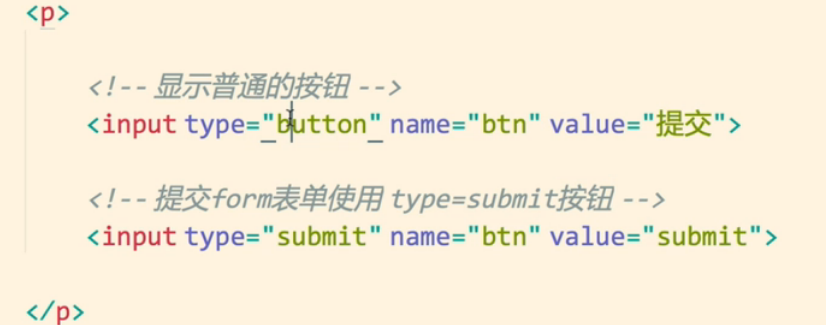 <p>
<!-- 显示普通的按钮 -->
<input type="button" name="btn" value="提交">
<!-- 提交form表单使用 type=submit按钮 -->
<input type="submit" name="btn" value="submit">
</p>